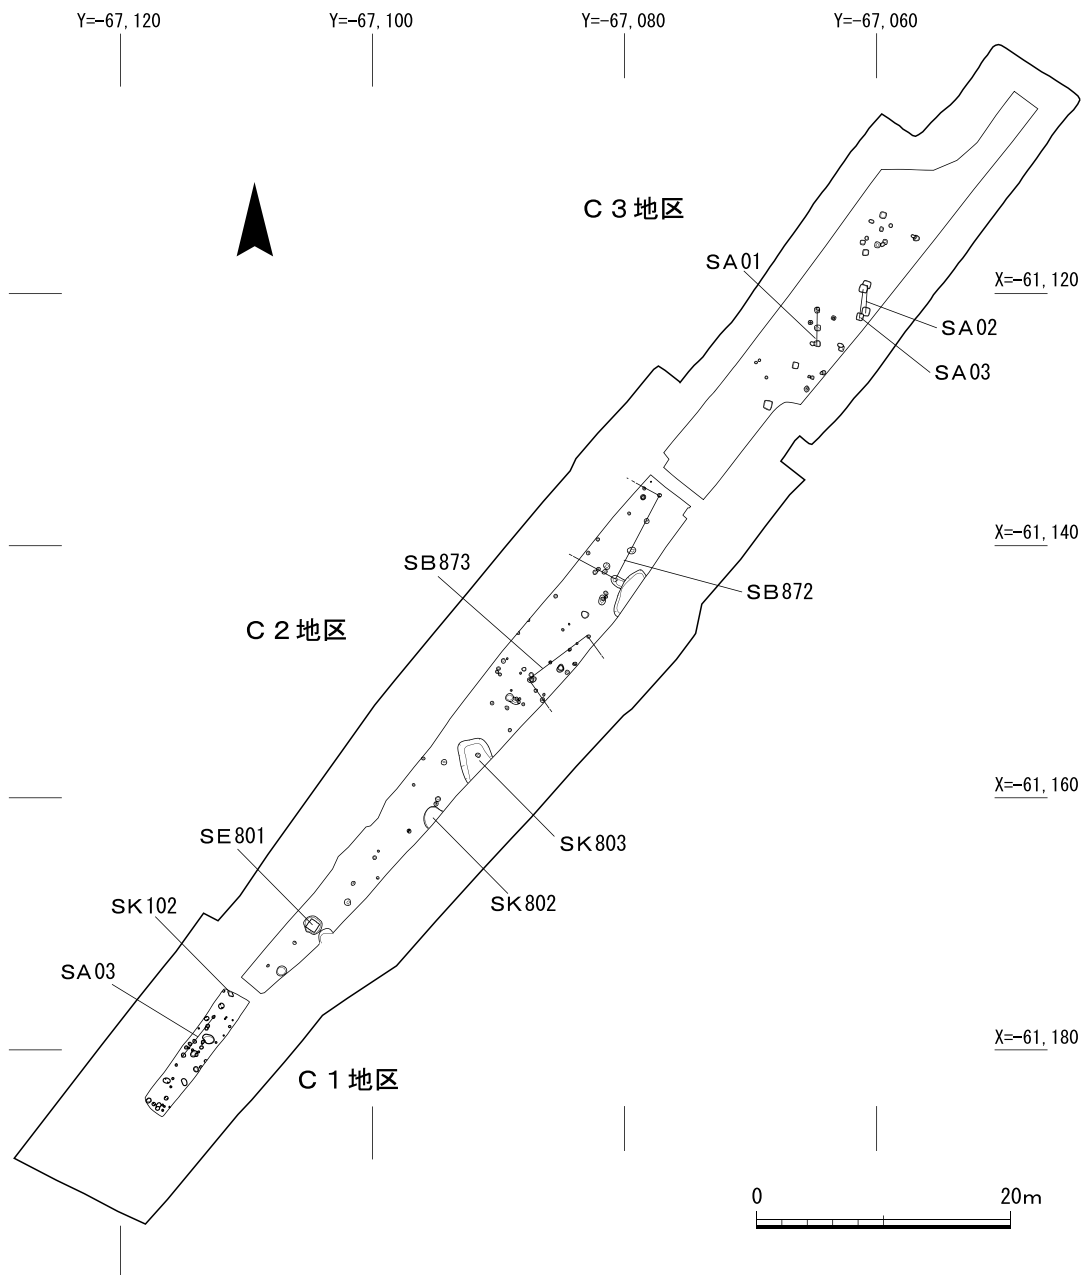 Y=-67,120
Y=-67,100
Y=-67,080
Y=-67,060
C3地区
SA01
X=-61,120
SA02
SA03
X=-61,140
SB873
SB872
C2地区
X=-61,160
SE801
SK803
SK802
SK102
SA03
X=-61,180
C1地区
0
20m